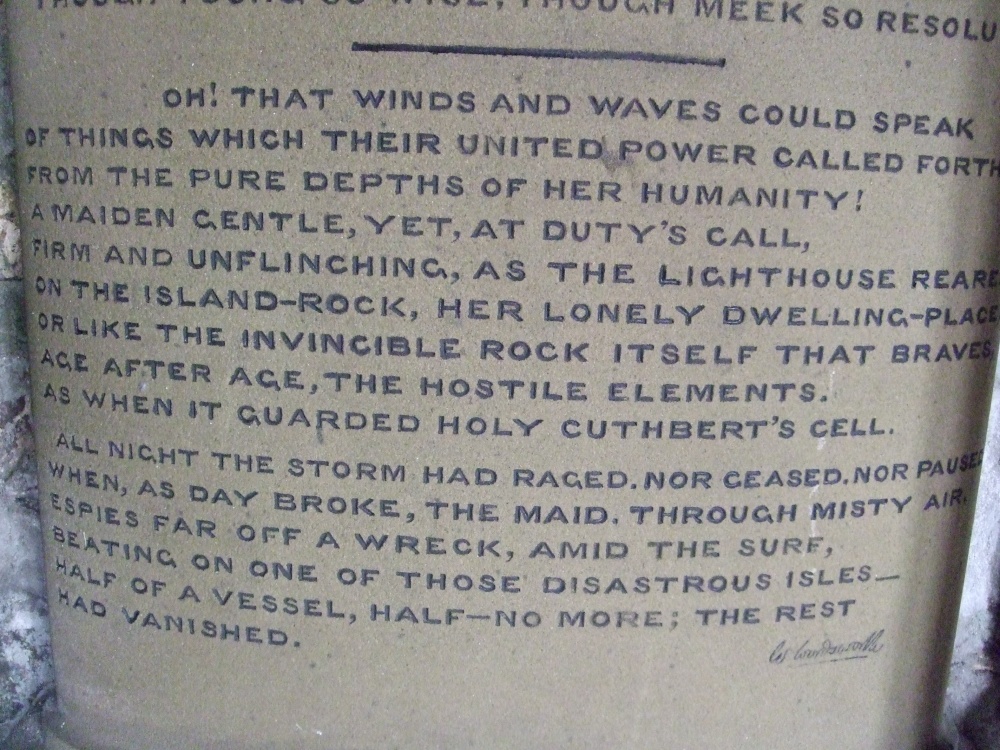 THOUGH YOUNG SO WISE, THOUGH MEEK SO RESOLU
OH! THAT WINDS AND WAVES COULD SPEAK
OF THINGS WHICH THEIR UNITED POWER CALLED FORTH
FROM THE PURE DEPTHS OF HER HUMANITY!
A MAIDEN GENTLE, YET, AT DUTY'S CALL,
FIRM AND UNFLINCHING, AS THE LIGHTHOUSE REARE
ON THE ISLAND-ROCK, HER LONELY DWELLING-PLACE
OR LIKE THE INVINCIBLE ROCK ITSELF THAT BRAVES,
AGE AFTER AGE, THE HOSTILE ELEMENTS.
AS WHEN IT GUARDED HOLY CUTHBERT'S CELL.
ALL NIGHT THE STORM HAD RAGED. NOR CEASED. NOR PAUSE
WHEN, AS DAY BROKE, THE MAID. THROUGH MISTY AIR.
ESPIES FAR OFF A WRECK, AMID THE SURF,
BEATING ON ONE OF THOSE DISASTROUS ISLES—
HALF OF A VESSEL, HALF—NO MORE; THE REST
HAD VANISHED.
W Wordsworth